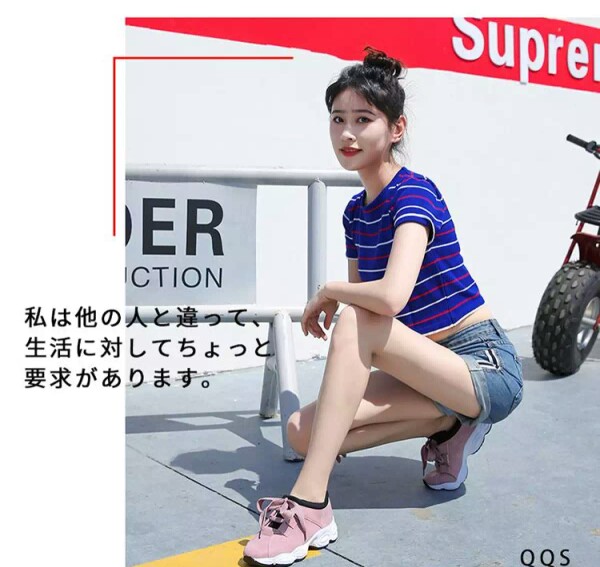 Suprem
DER
UCTION
私は他の人と違って、
生活に対してちょっと
要求があります。
QQS